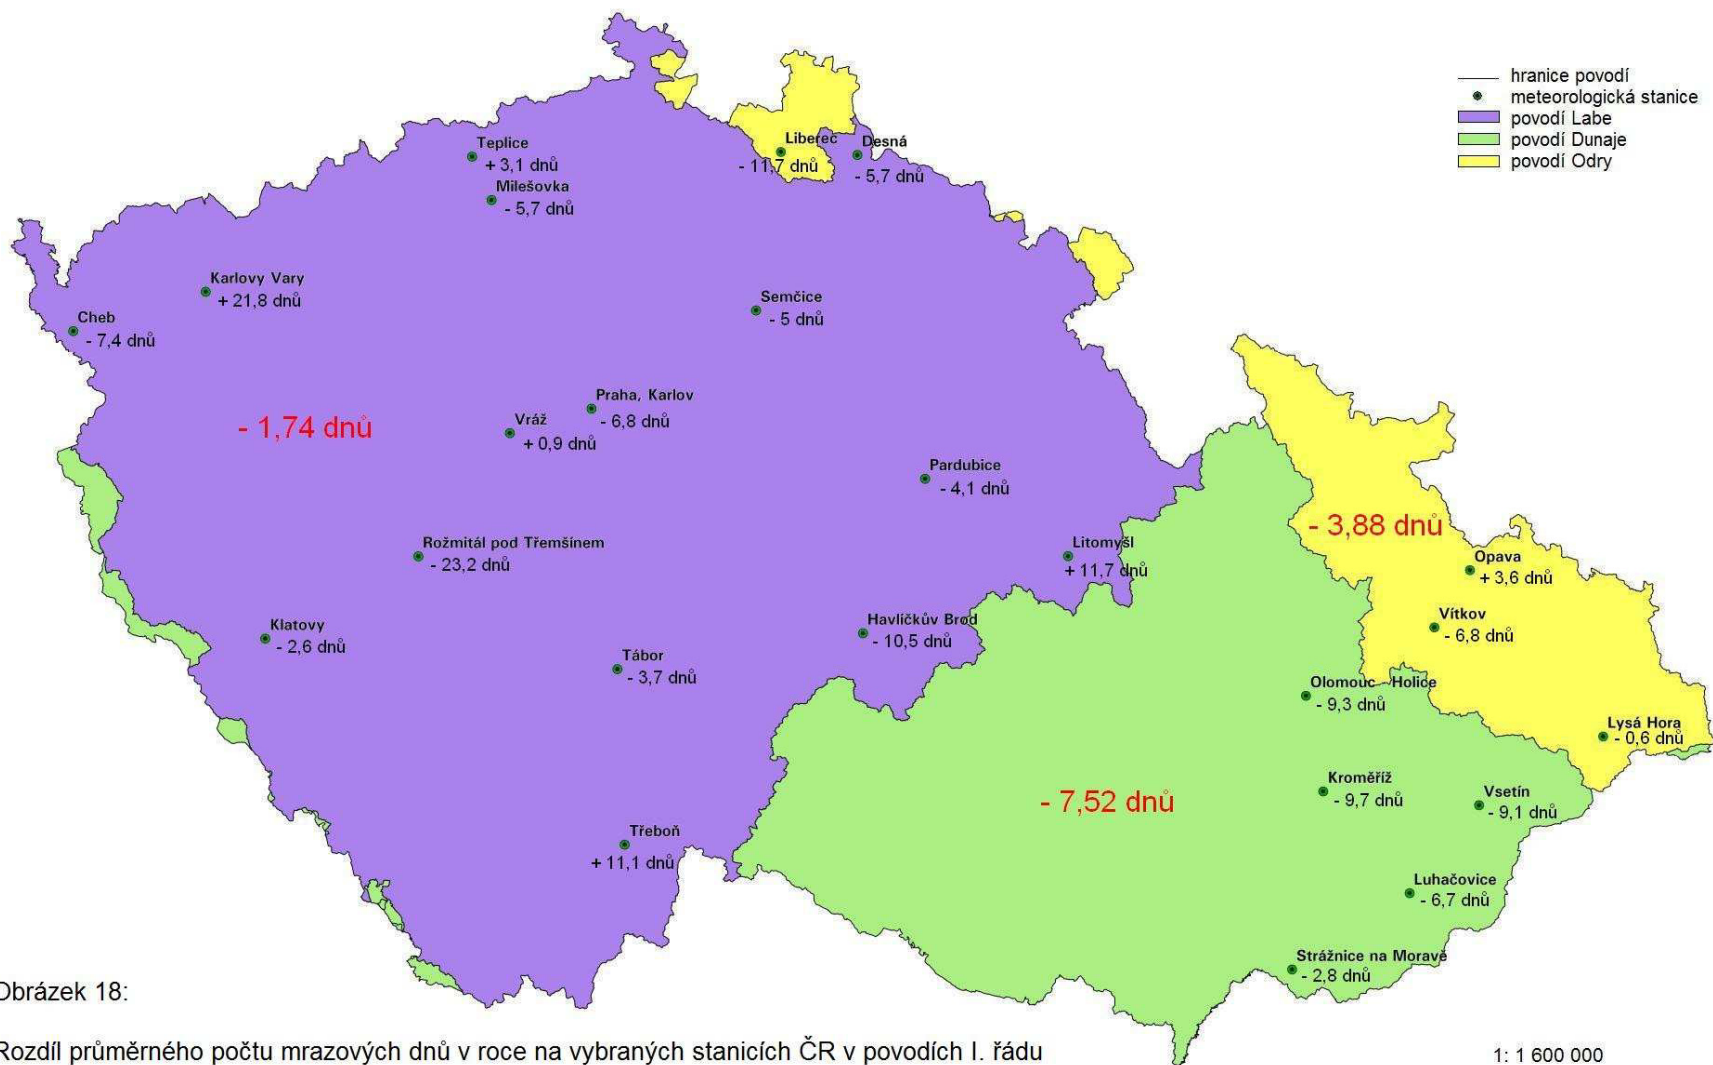 hranice povodí
meteorologická stanice
povodí Labe
povodí Dunaje
povodí Odry
Teplice
+ 3,1 dnů
Milešovka
- 5,7 dnů
Liberec
- 11,7 dnů
Desná
- 5,7 dnů
Karlovy Vary
+ 21,8 dnů
Cheb
- 7,4 dnů
Semčice
- 5 dnů
Praha, Karlov
- 6,8 dnů
Vráž
+ 0,9 dnů
- 1,74 dnů
Pardubice
- 4,1 dnů
Rožmitál pod Třemšínem
- 23,2 dnů
Litomyšl
+ 11,7 dnů
- 3,88 dnů
Opava
+ 3,6 dnů
Vítkov
- 6,8 dnů
Klatovy
- 2,6 dnů
Havlíčkův Brod
- 10,5 dnů
Tábor
- 3,7 dnů
Olomouc - Holice
- 9,3 dnů
Lysá Hora
- 0,6 dnů
- 7,52 dnů
Kroměříž
- 9,7 dnů
Vsetín
- 9,1 dnů
Třeboň
+ 11,1 dnů
Luhačovice
- 6,7 dnů
Strážnice na Moravě
- 2,8 dnů
Obrázek 18:
Rozdíl průměrného počtu mrazových dnů v roce na vybraných stanicích ČR v povodích I. řádu
1: 1 600 000